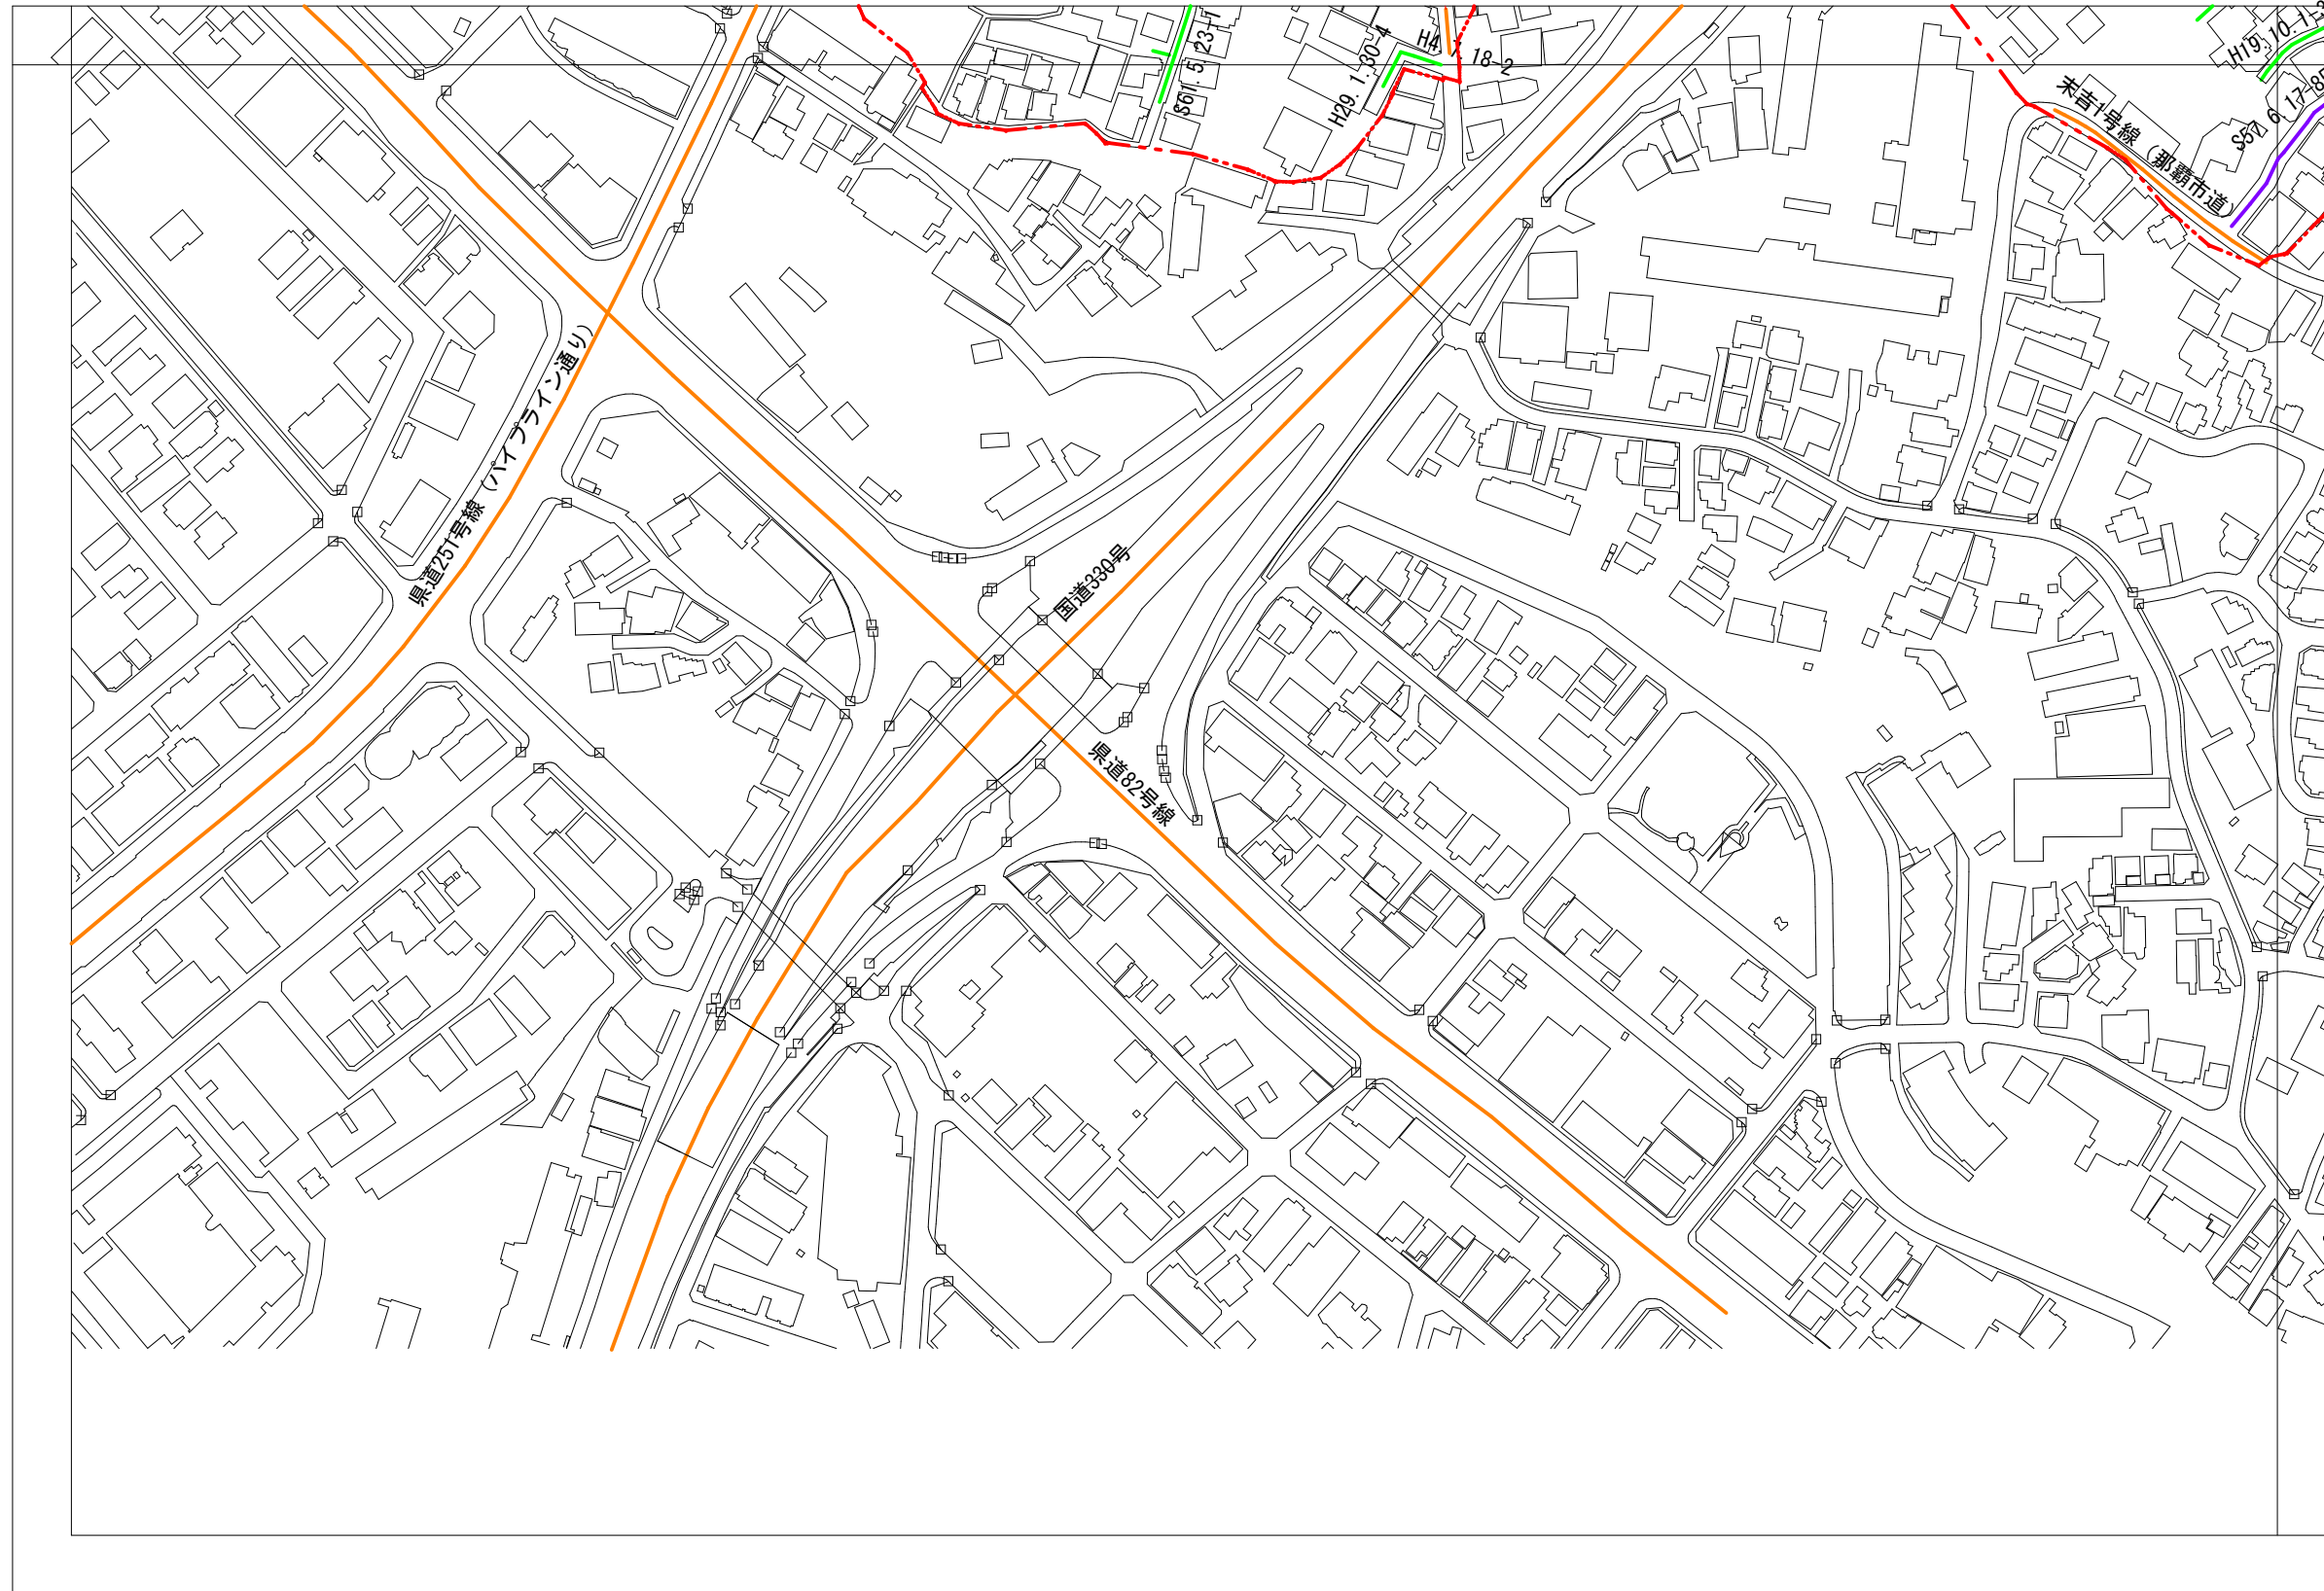 S61.5.23-1
H29.1.30-4
H4.7.18-2
H19.10.1-3
末吉1号線（那覇市道）
S57.6.17-85
県道251号線（パイプライン通り）
国道330号
県道82号線